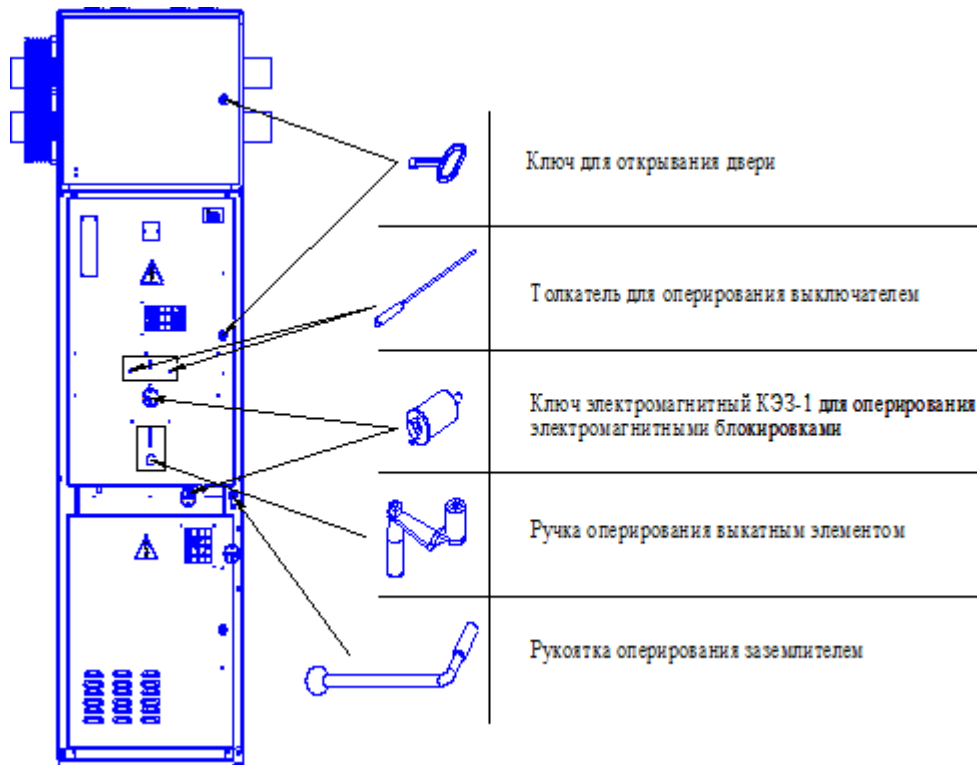 Ключ для открывания двери
Толкатель для оперирования выключателем
Ключ электромагнитный КЭЗ-1 для оперирования
электромагнитными блокировками
Ручка оперирования выкатным элементом
Рукоятка оперирования заземлителем